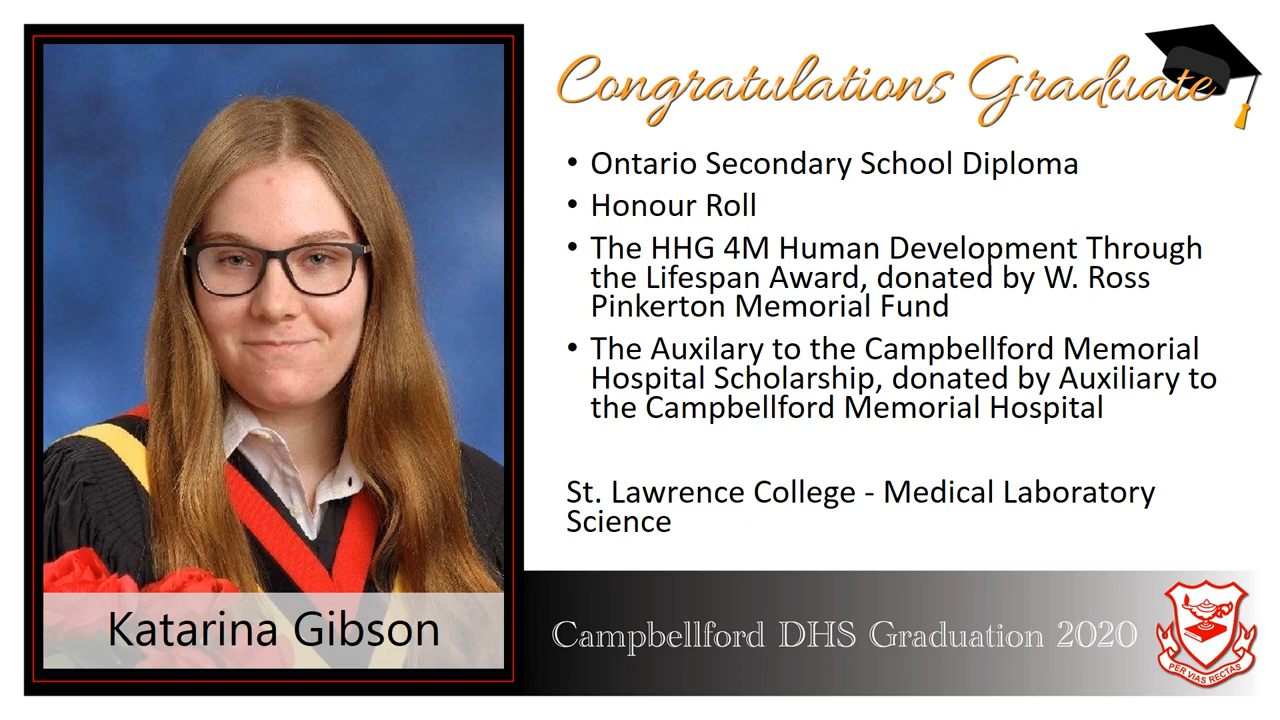 Congratulations Graduate
• Ontario Secondary School Diploma
• Honour Roll
• The HHG 4M Human Development Through
the Lifespan Award, donated by W. Ross
Pinkerton Memorial Fund
• The Auxilary to the Campbellford Memorial
Hospital Scholarship, donated by Auxiliary to
the Campbellford Memorial Hospital
St. Lawrence College - Medical Laboratory
Science
Katarina Gibson
Campbellford DHS Graduation 2020
PER VIAS RECTAS